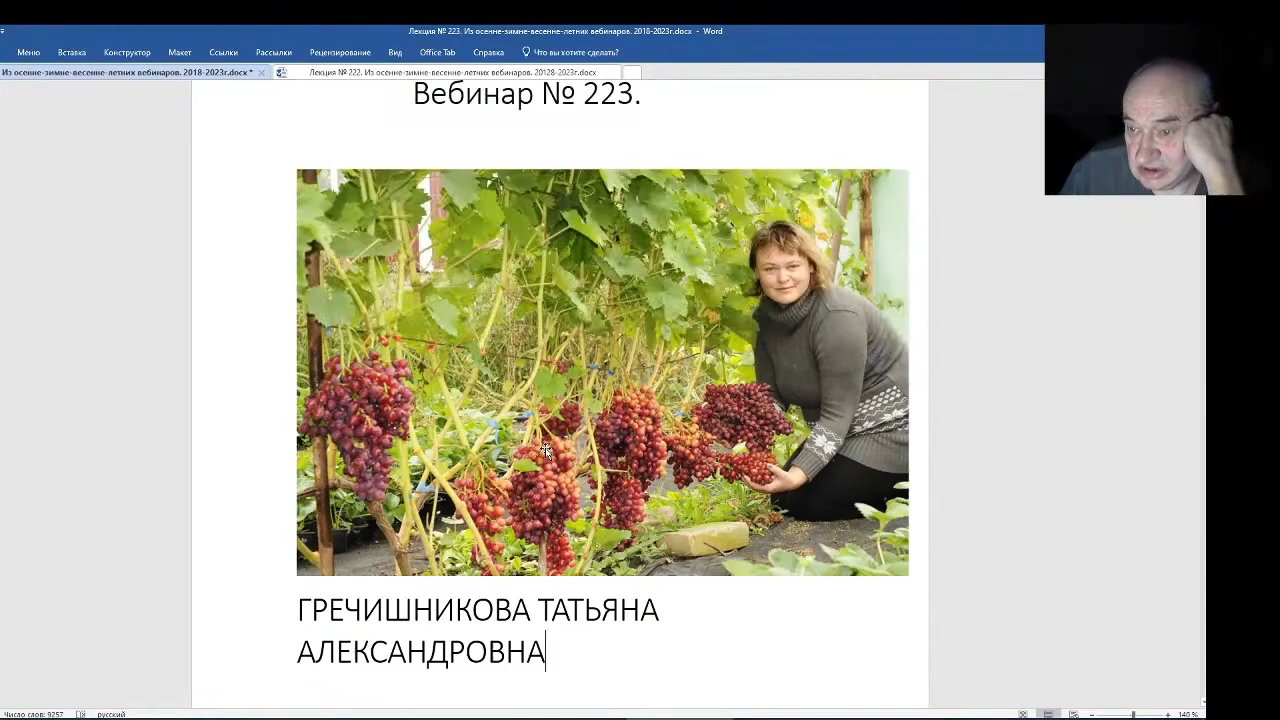 Лекция № 223. Из осенне-зимне-весенне-летних вебинаров. 2018-2023г.docx - Word
Меню Вставка Конструктор Макет Ссылки Рассылки Рецензирование Вид Office Tab Справка Что вы хотите сделать?
Из осенне-зимне-весенне-летних вебинаров. 2018-2023г.docx * Лекция № 222. Из осенне-зимне-весенне-летних вебинаров. 20128-2023г.docx
Вебинар № 223.
ГРЕЧИШНИКОВА ТАТЬЯНА
АЛЕКСАНДРОВНА
Число слов: 9257 русский 140 %